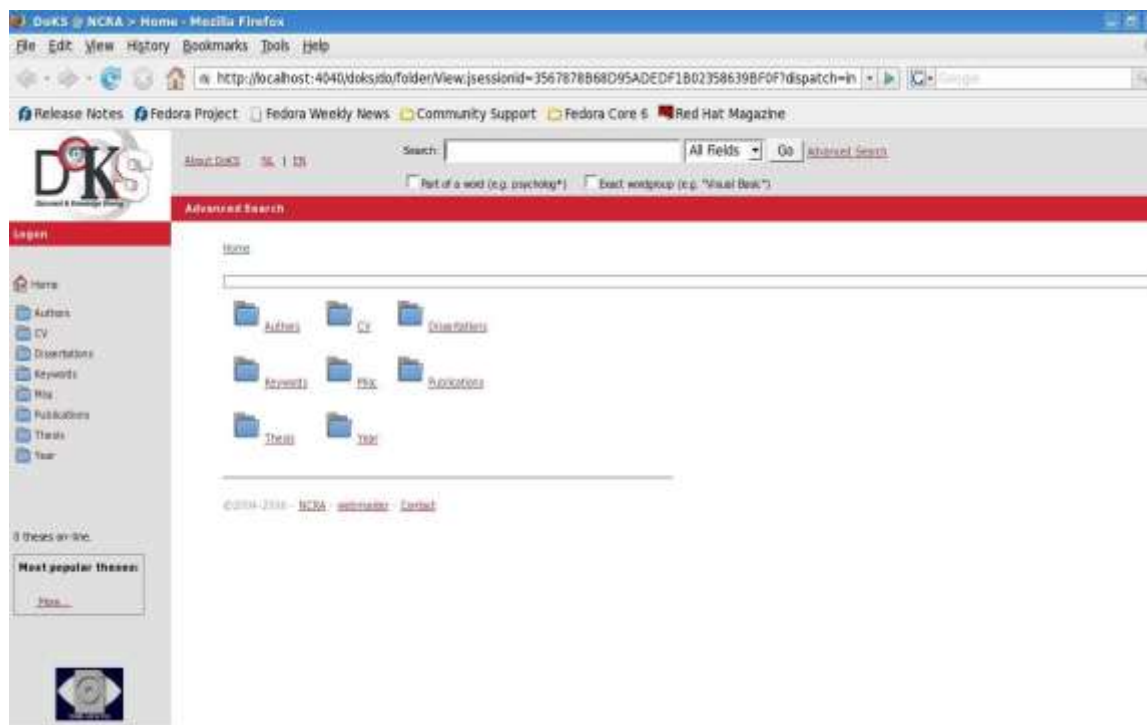 DoKS @ NCRA > Home - Mozilla Firefox
File Edit View History Bookmarks Tools Help
http://localhost:4040/doks/do/folder/View;jsessionid=3567878B68D95ADEDF1B02358639BF0F?dispatch=in
Release Notes Fedora Project Fedora Weekly News Community Support Fedora Core 6 Red Hat Magazine
DoKS
About DoKS NL | EN
Search: All Fields Go Advanced Search
Part of a word (e.g. psycholog*) Exact wordgroup (e.g. "Visual Basic")
Advanced Search
Logon
Home
Home
Authors
CV
Dissertations
Keywords
Misc
Publications
Thesis
Year
Authors CV Dissertations
Keywords Misc Publications
Thesis Year
NCRA - webmaster - Contact
0 theses on-line.
Most popular theses:
More...